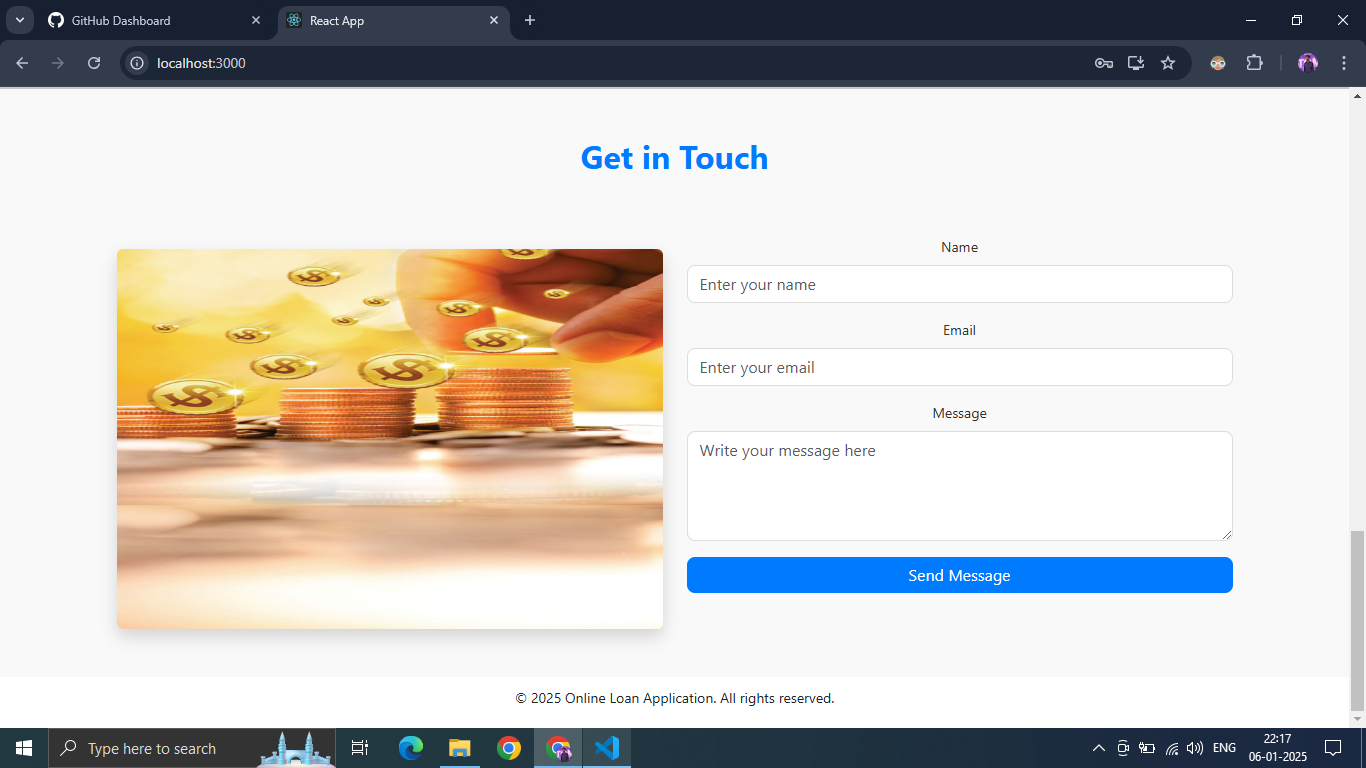 GitHub Dashboard
React App
localhost:3000
Get in Touch
Name
Enter your name
Email
Enter your email
Message
Write your message here
Send Message
© 2025 Online Loan Application. All rights reserved.
Type here to search
ENG
22:17
06-01-2025